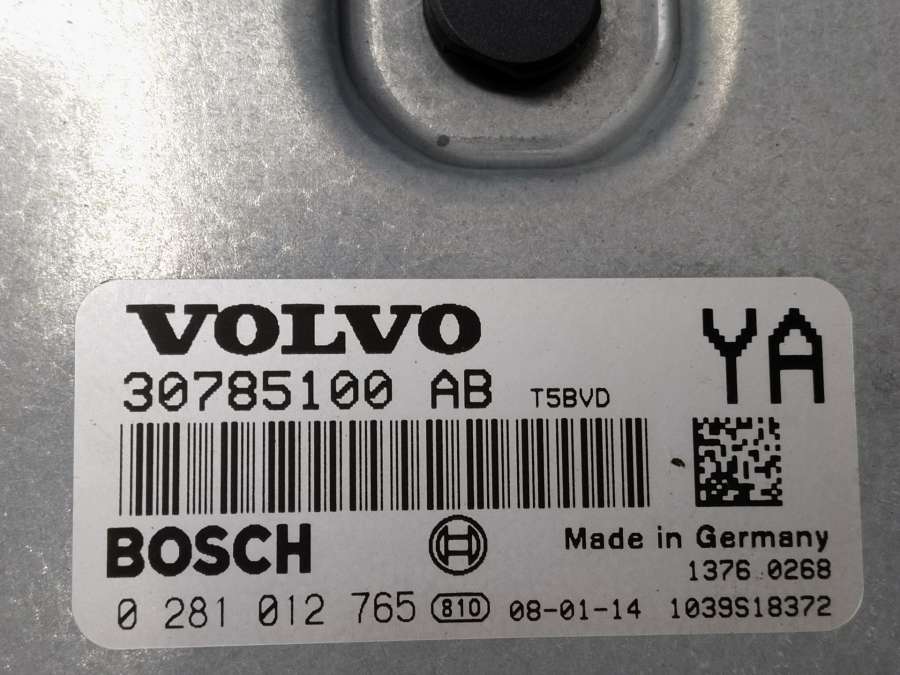 VOLVO
YA
30785100 AB T5BVD
BOSCH
Made in Germany
1376 0268
0 281 012 765 810 08-01-14 1039S18372